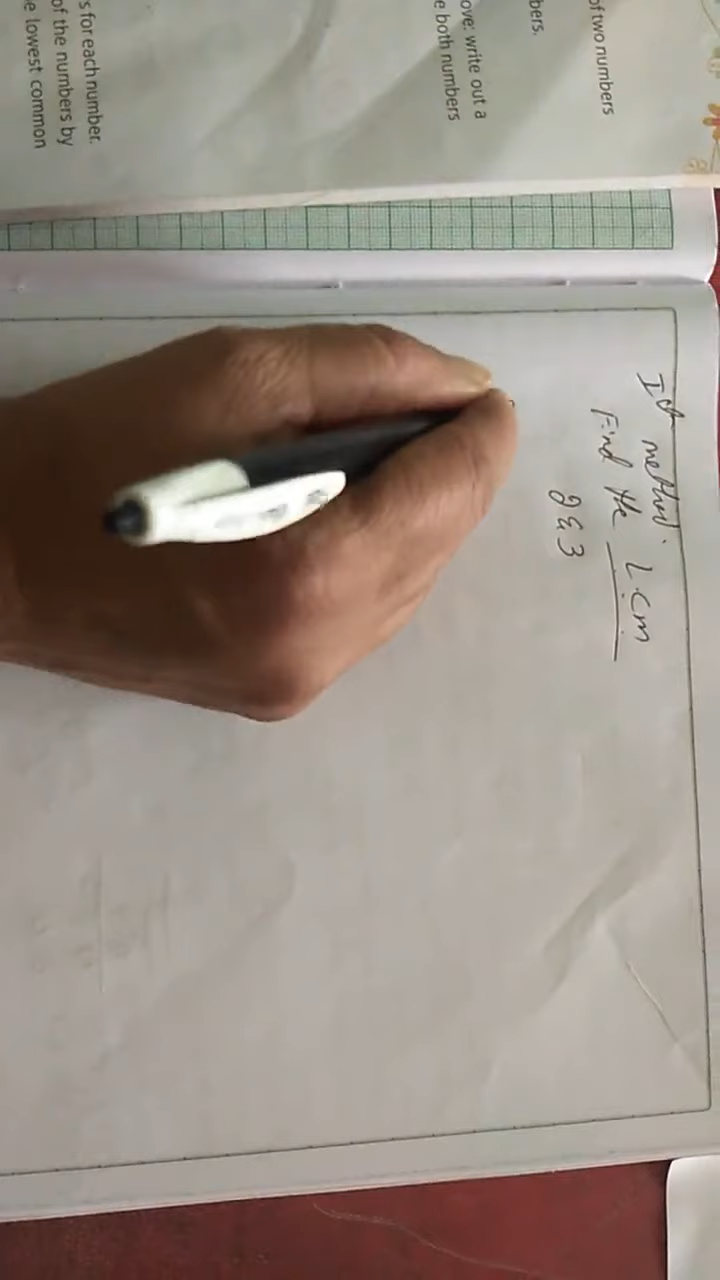 of two numbers
bers.
ove: write out a
e both numbers
s for each number.
of the numbers by
e lowest common
Ist method.
Find the L.cm
2 & 3